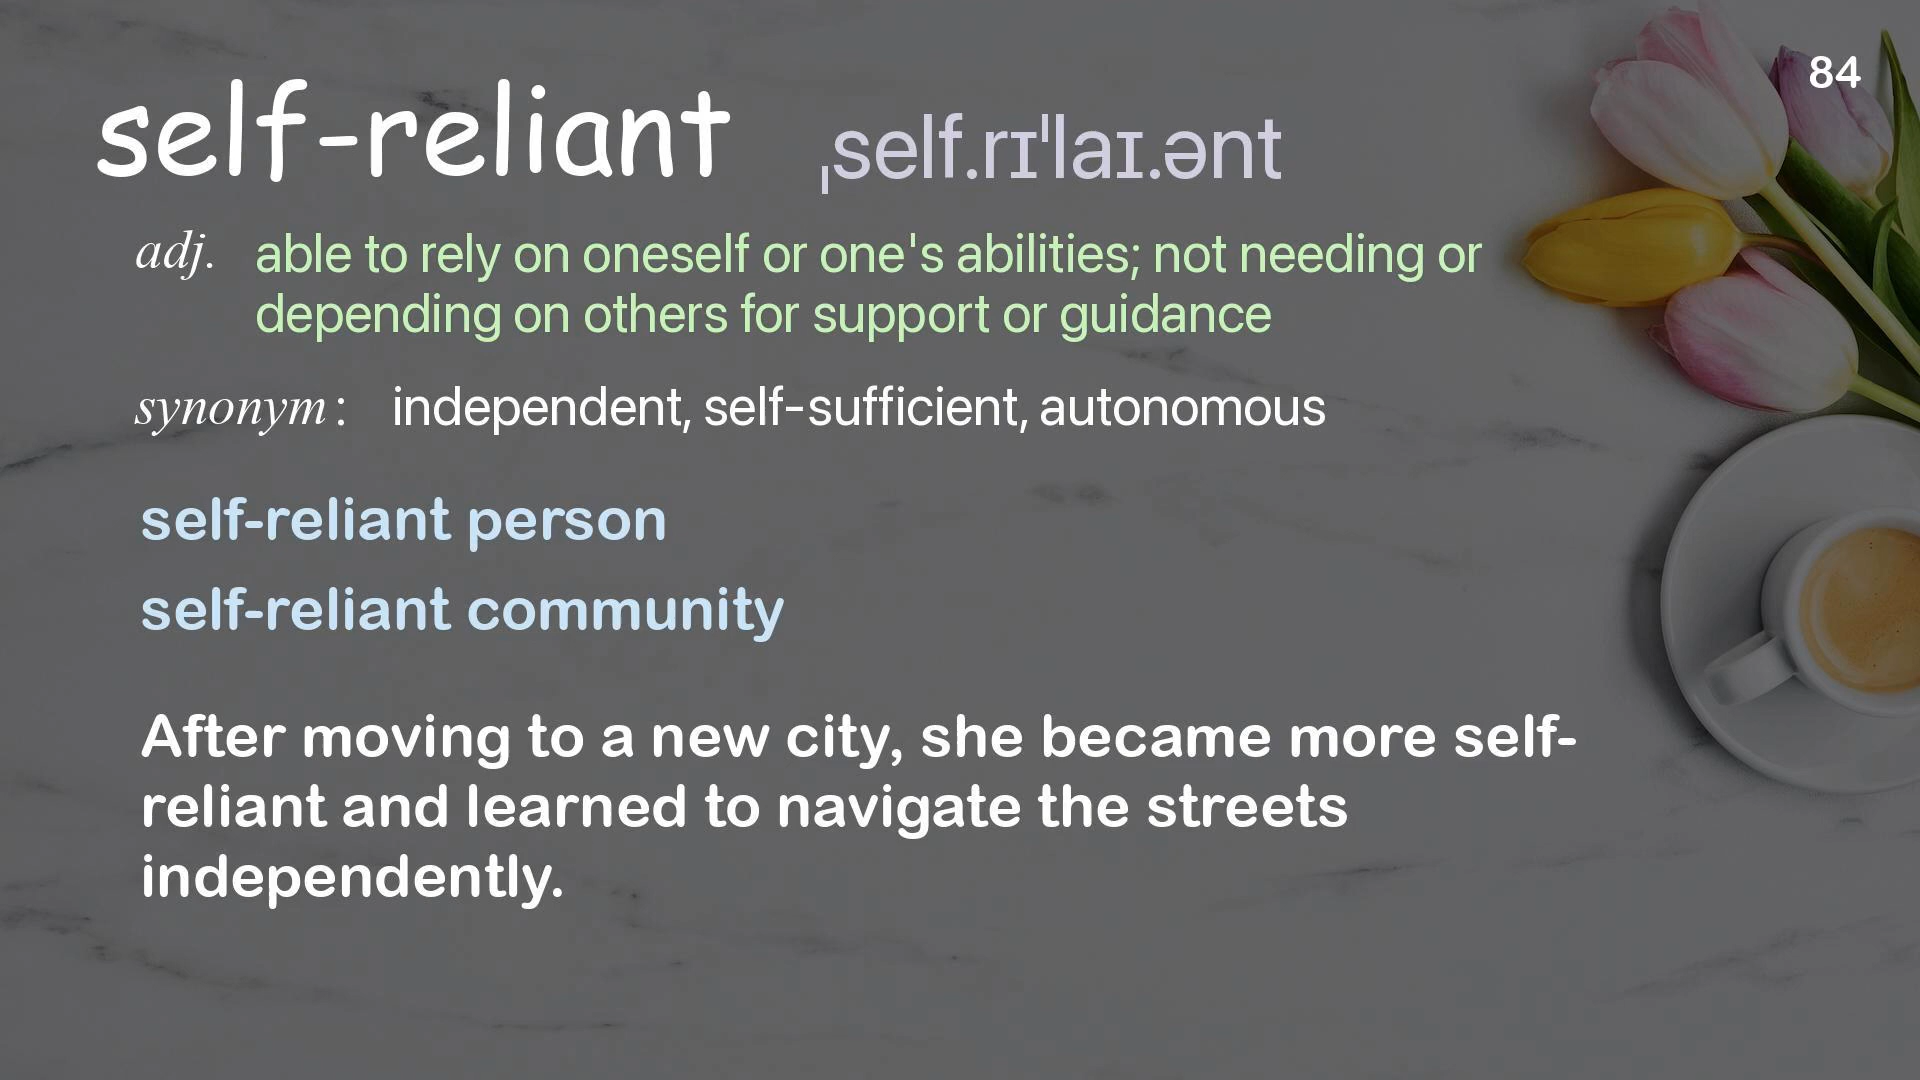 84
self-reliant ˌself.rɪˈlaɪ.ənt
adj. able to rely on oneself or one's abilities; not needing or
depending on others for support or guidance
synonym : independent, self-sufficient, autonomous
self-reliant person
self-reliant community
After moving to a new city, she became more self-
reliant and learned to navigate the streets
independently.